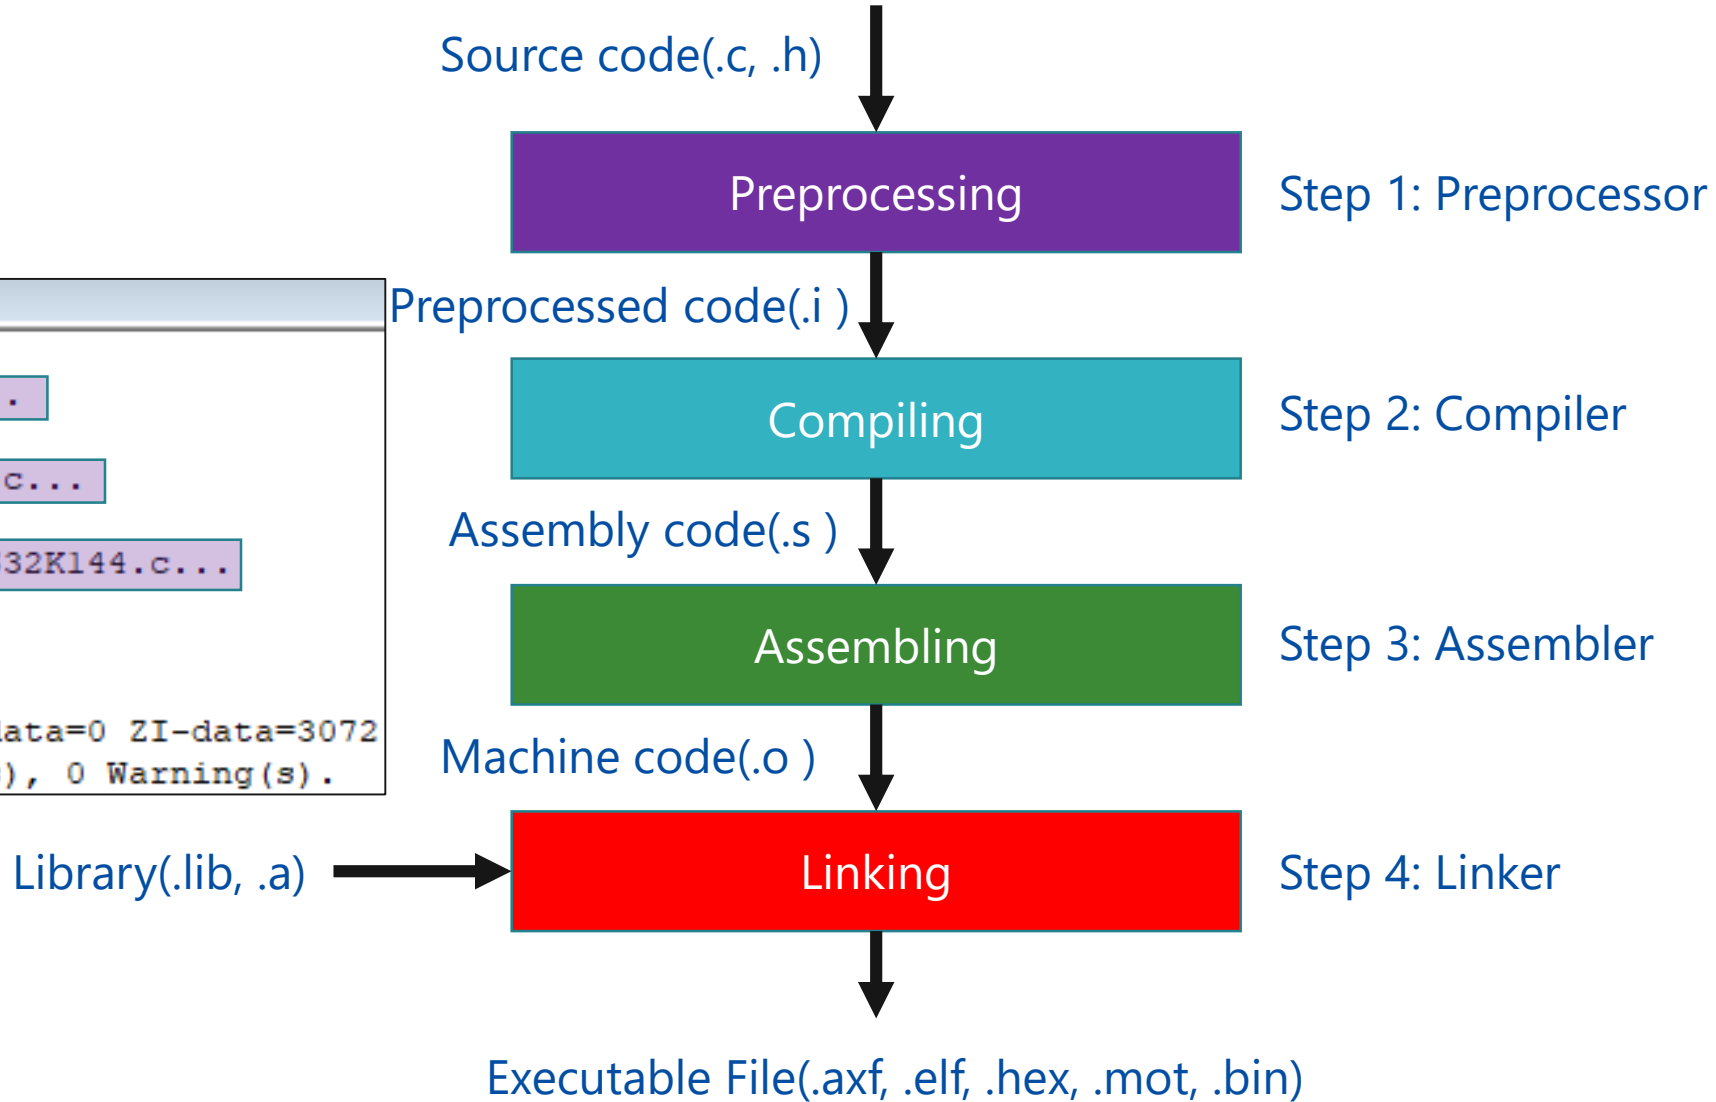 Source code(.c, .h)
Preprocessing
Step 1: Preprocessor
Preprocessed code(.i )
Compiling
Step 2: Compiler
c...
Assembly code(.s )
32K144.c...
Assembling
Step 3: Assembler
data=0 ZI-data=3072
), 0 Warning(s).
Machine code(.o )
Library(.lib, .a)
Linking
Step 4: Linker
Executable File(.axf, .elf, .hex, .mot, .bin)